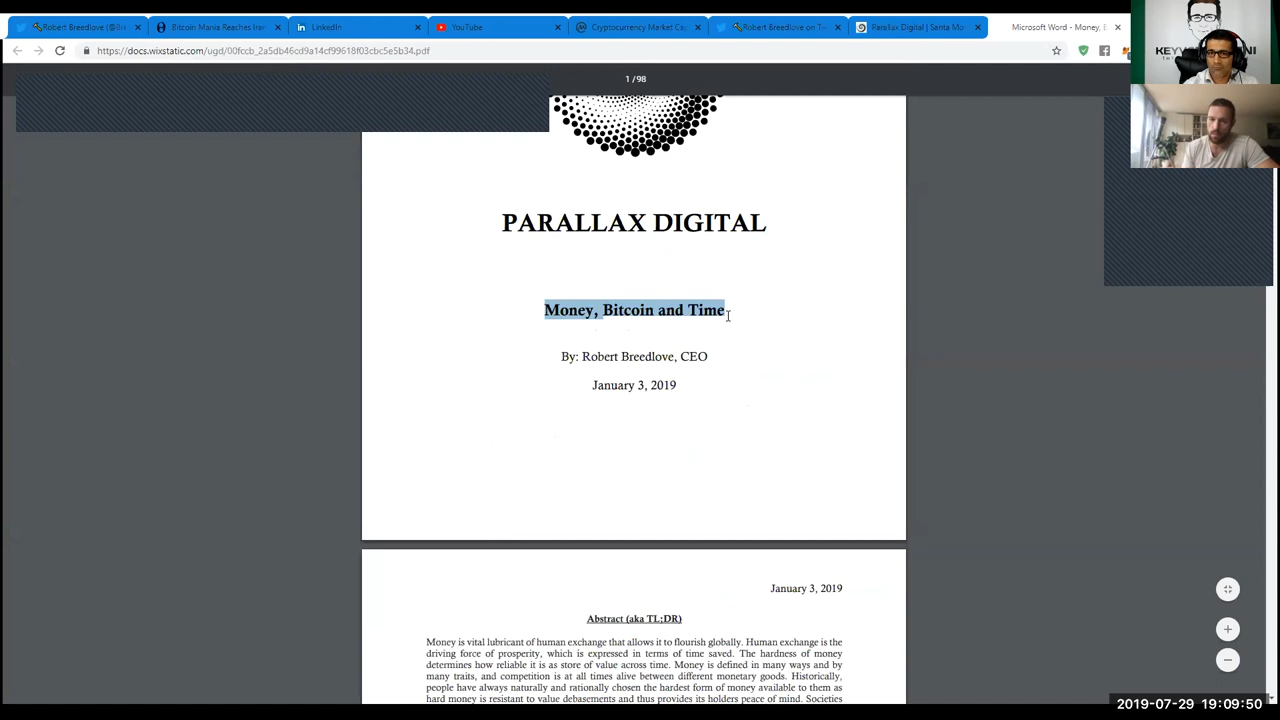 Robert Breedlove (@Bre
Bitcoin Mania Reaches Iran
LinkedIn
YouTube
Cryptocurrency Market Ca
Robert Breedlove on Tw
Parallax Digital | Santa Mo
Microsoft Word - Money, B
https://docs.wixstatic.com/ugd/00fccb_2a5db46cd9a14cf99618f03cbc5e5b34.pdf
1 / 98
PARALLAX DIGITAL
Money, Bitcoin and Time
By: Robert Breedlove, CEO
January 3, 2019
January 3, 2019
Abstract (aka TL;DR)
Money is vital lubricant of human exchange that allows it to flourish globally. Human exchange is the
driving force of prosperity, which is expressed in terms of time saved. The hardness of money
determines how reliable it is as store of value across time. Money is defined in many ways and by
many traits, and competition is at all times alive between different monetary goods. Historically,
people have always naturally and rationally chosen the hardest form of money available to them as
hard money is resistant to value debasements and thus provides its holders peace of mind. Societies
2019-07-29 19:09:50